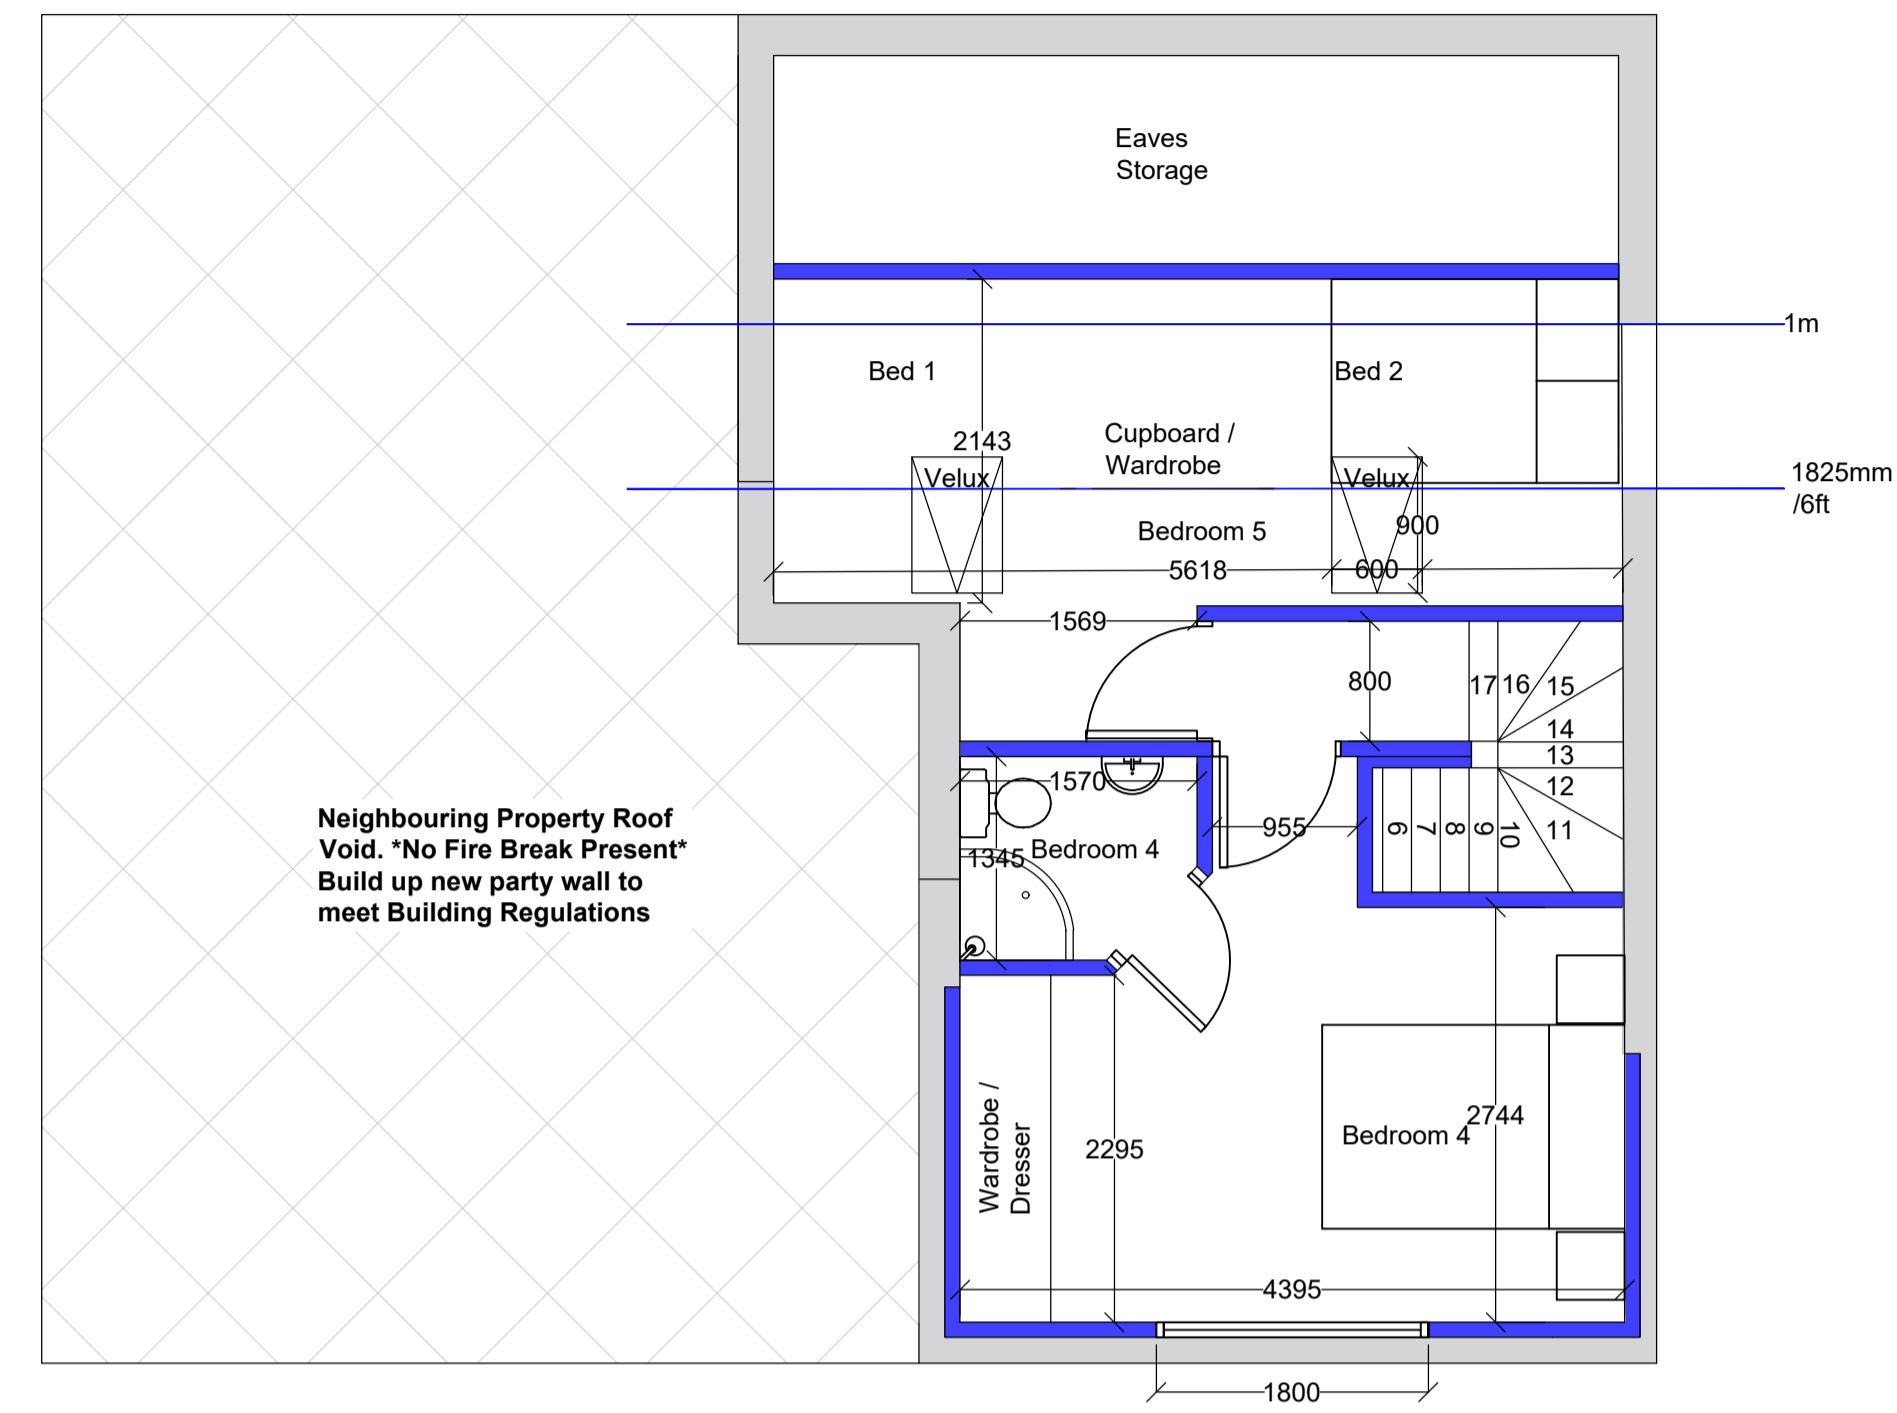 Eaves
Storage
1m
Bed 1
Bed 2
2143
Cupboard /
Wardrobe
Velux
Velux
1825mm
/6ft
900
Bedroom 5
5618
600
1569
800
17
16
15
14
13
12
11
10
9
8
7
6
1570
955
1345
Bedroom 4
Neighbouring Property Roof
Void. *No Fire Break Present*
Build up new party wall to
meet Building Regulations
Wardrobe /
Dresser
2295
2744
Bedroom 4
4395
1800